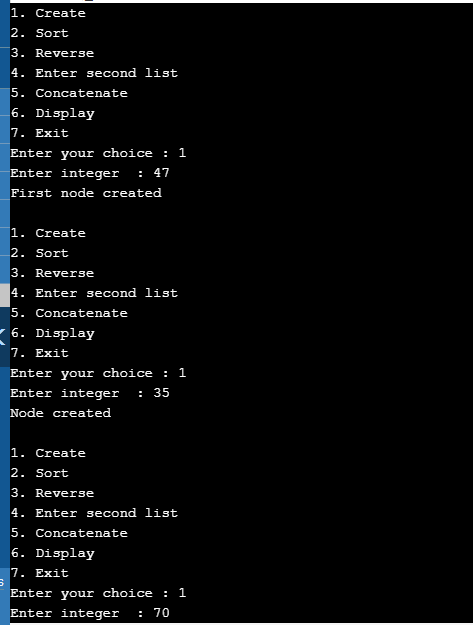 1. Create
2. Sort
3. Reverse
4. Enter second list
5. Concatenate
6. Display
7. Exit
Enter your choice : 1
Enter integer  : 47
First node created

1. Create
2. Sort
3. Reverse
4. Enter second list
5. Concatenate
6. Display
7. Exit
Enter your choice : 1
Enter integer  : 35
Node created

1. Create
2. Sort
3. Reverse
4. Enter second list
5. Concatenate
6. Display
7. Exit
Enter your choice : 1
Enter integer  : 70